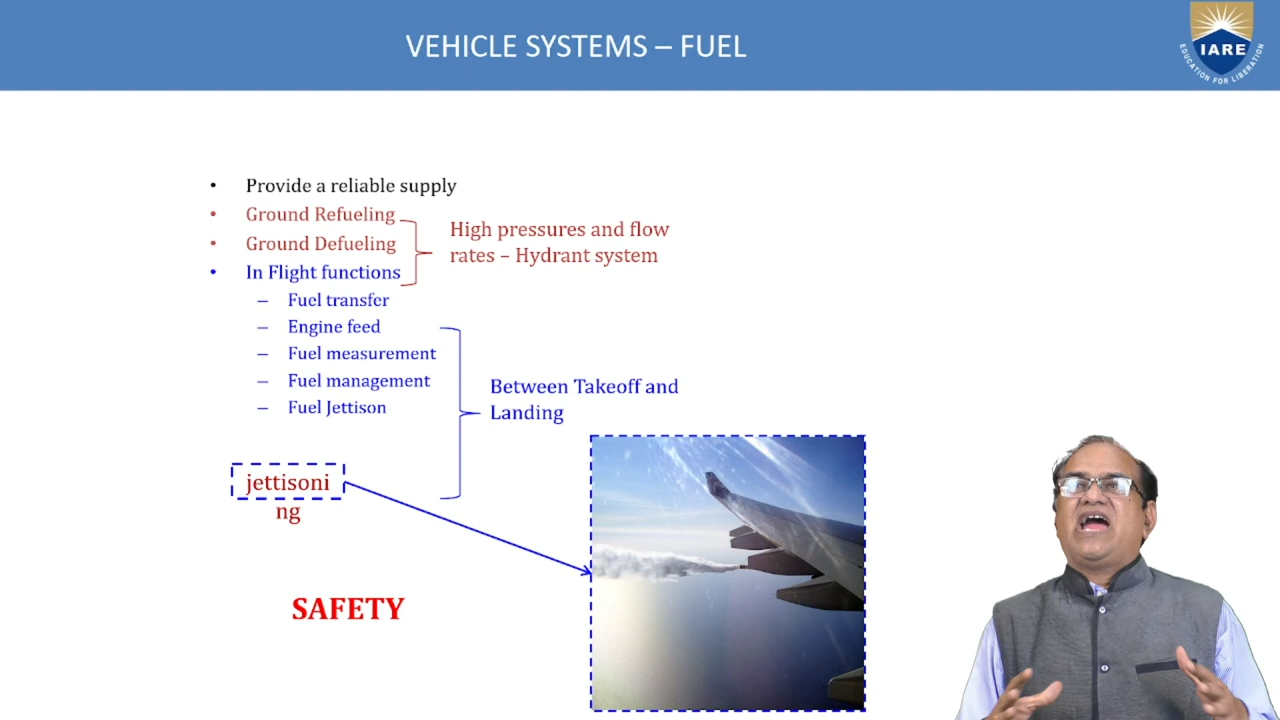 VEHICLE SYSTEMS – FUEL
IARE
EDUCATION FOR LIBERATION
• Provide a reliable supply
• Ground Refueling
• Ground Defueling
High pressures and flow
rates – Hydrant system
• In Flight functions
– Fuel transfer
– Engine feed
– Fuel measurement
– Fuel management
– Fuel Jettison
Between Takeoff and
Landing
jettisoni
ng
SAFETY